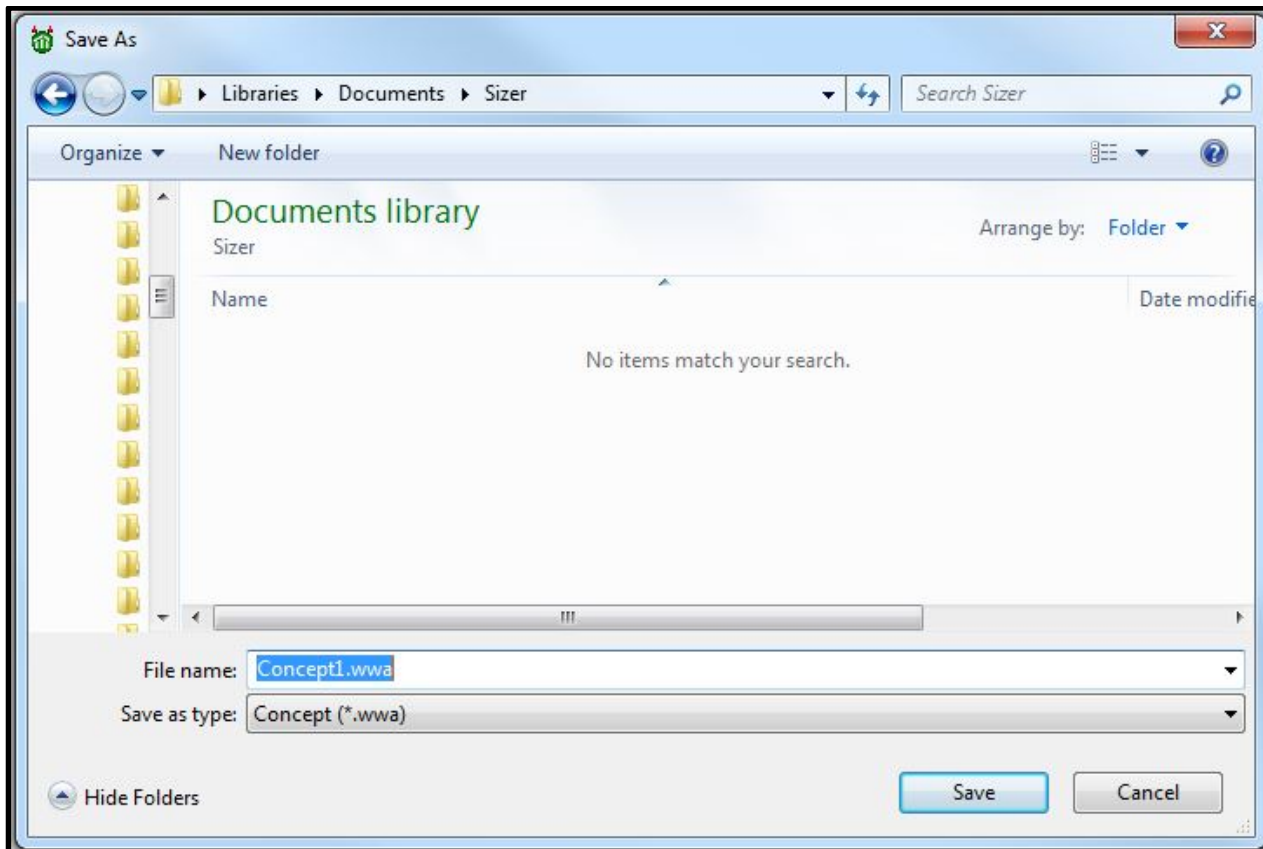 Save As
Libraries Documents Sizer Search Sizer
Organize New folder
Documents library
Sizer
Arrange by: Folder
Name Date modifie
No items match your search.
File name: Concept1.wwa
Save as type: Concept (*.wwa)
Hide Folders Save Cancel